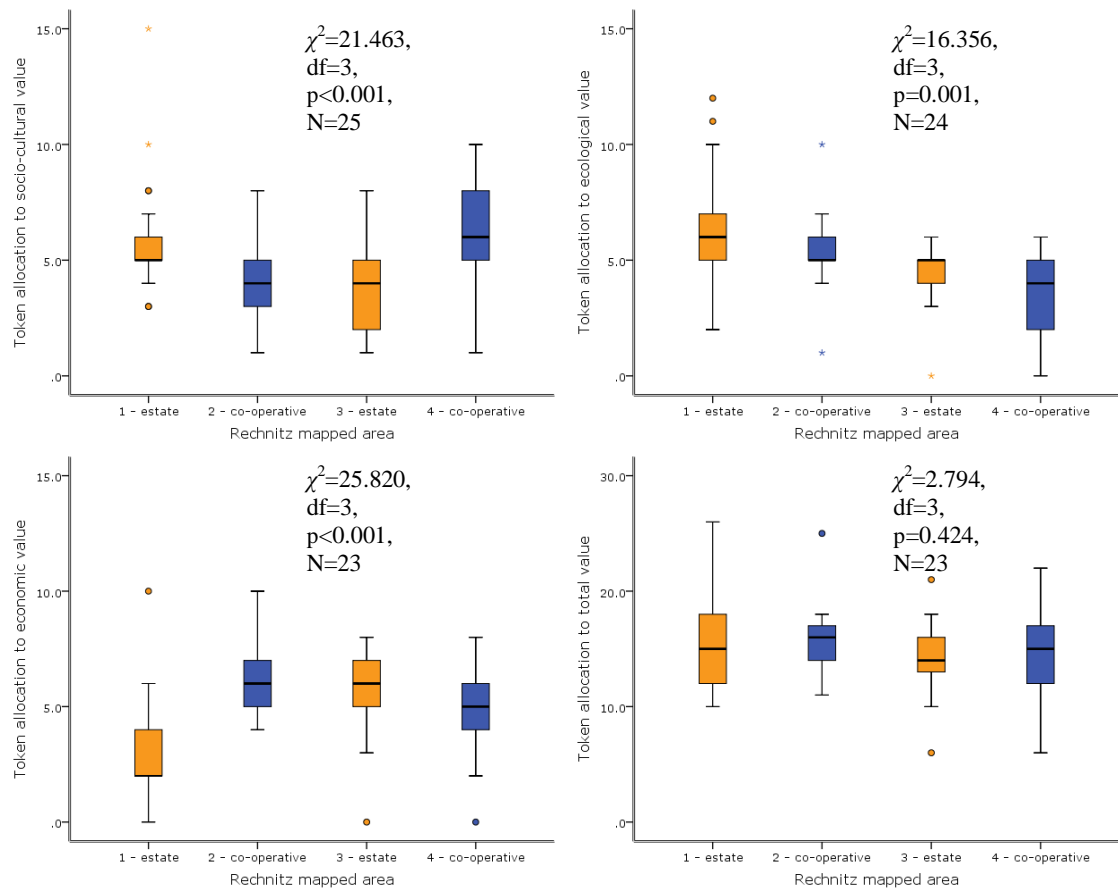 Token allocation to socio-cultural value
15.0
10.0
5.0
.0
χ²=21.463,
df=3,
p<0.001,
N=25
1 - estate
2 - co-operative
3 - estate
4 - co-operative
Rechnitz mapped area
Token allocation to ecological value
15.0
10.0
5.0
.0
χ²=16.356,
df=3,
p=0.001,
N=24
1 - estate
2 - co-operative
3 - estate
4 - co-operative
Rechnitz mapped area
Token allocation to economic value
15.0
10.0
5.0
.0
χ²=25.820,
df=3,
p<0.001,
N=23
1 - estate
2 - co-operative
3 - estate
4 - co-operative
Rechnitz mapped area
Token allocation to total value
30.0
20.0
10.0
.0
χ²=2.794,
df=3,
p=0.424,
N=23
1 - estate
2 - co-operative
3 - estate
4 - co-operative
Rechnitz mapped area